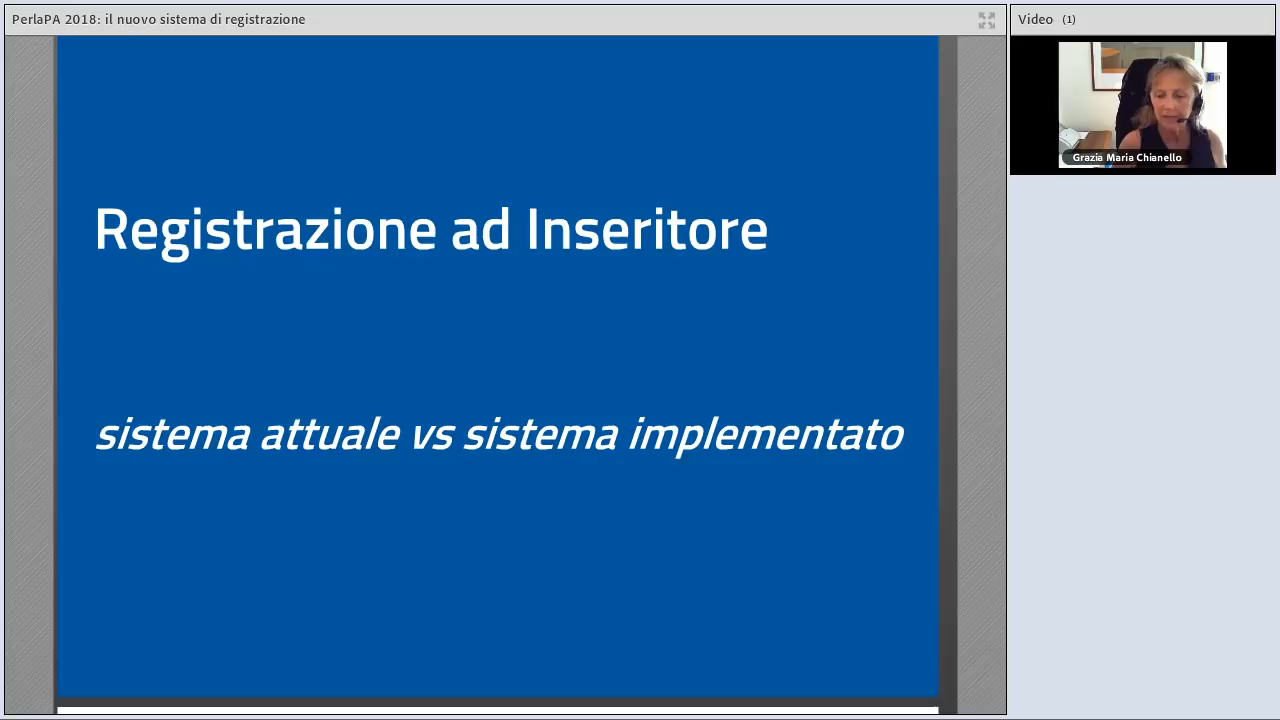 PerlaPA 2018: il nuovo sistema di registrazione
Video (1)
Grazia Maria Chianello
Registrazione ad Inseritore
sistema attuale vs sistema implementato